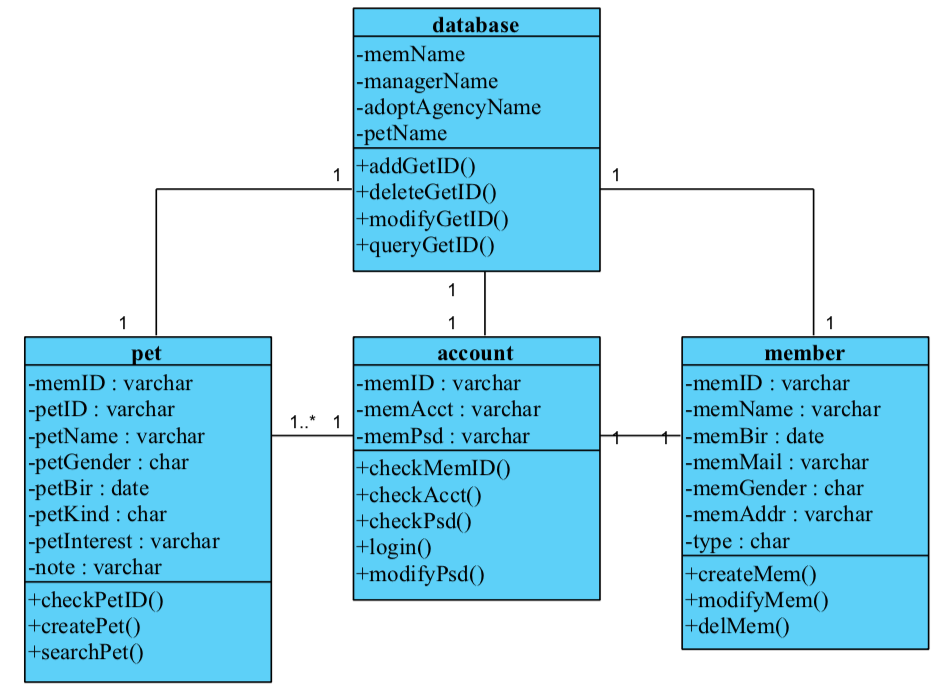 database
-memName
-managerName
-adoptAgencyName
-petName
+addGetID()
+deleteGetID()
+modifyGetID()
+queryGetID()
1
1
1
1
1
1
pet
-memID : varchar
-petID : varchar
-petName : varchar
-petGender : char
-petBir : date
-petKind : char
-petInterest : varchar
-note : varchar
+checkPetID()
+createPet()
+searchPet()
1..* 1
account
-memID : varchar
-memAcct : varchar
-memPsd : varchar
+checkMemID()
+checkAcct()
+checkPsd()
+login()
+modifyPsd()
1 1
member
-memID : varchar
-memName : varchar
-memBir : date
-memMail : varchar
-memGender : char
-memAddr : varchar
-type : char
+createMem()
+modifyMem()
+delMem()